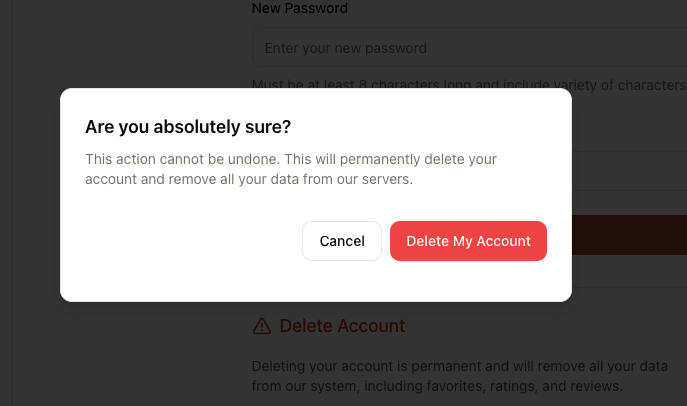 New Password
Enter your new password
Must be at least 8 characters long and include variety of characters
Are you absolutely sure?
This action cannot be undone. This will permanently delete your
account and remove all your data from our servers.
Cancel
Delete My Account
Delete Account
Deleting your account is permanent and will remove all your data
from our system, including favorites, ratings, and reviews.